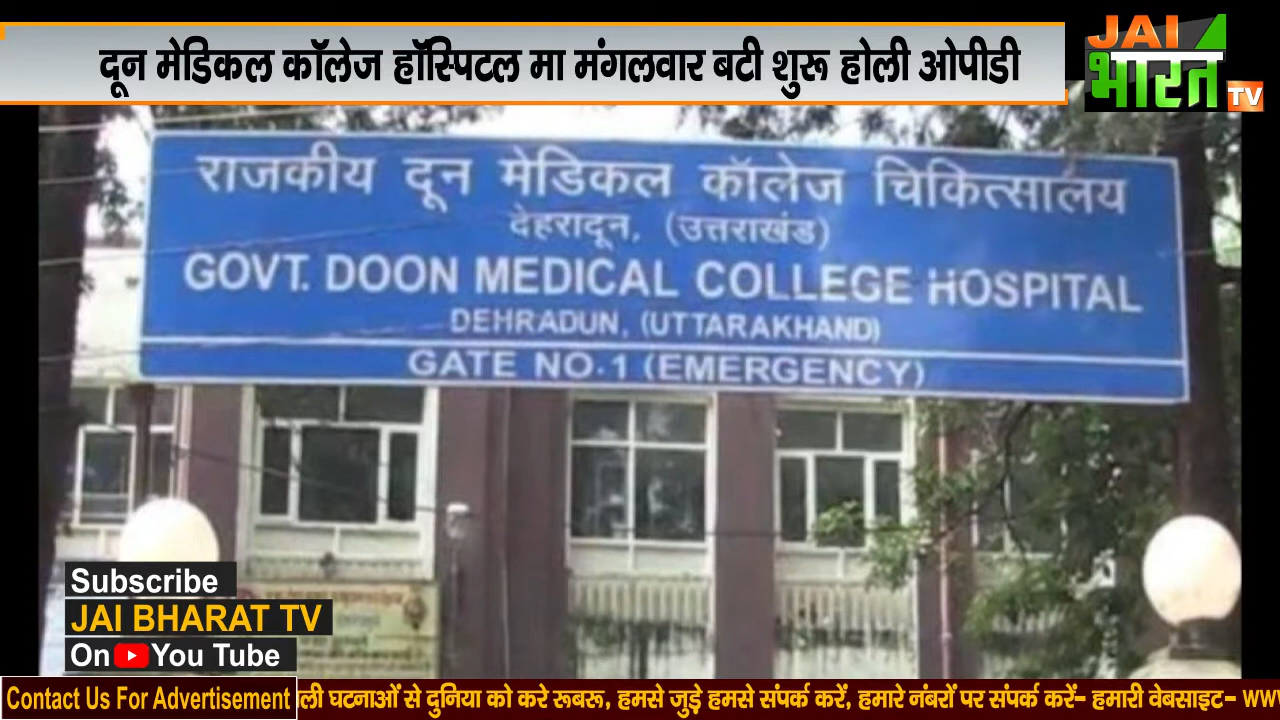 दून मेडिकल कॉलेज हॉस्पिटल मा मंगलवार बटी शुरू होली ओपीडी
JAI
भारत
TV
राजकीय दून मेडिकल कॉलेज चिकित्सालय
देहरादून, (उत्तराखंड)
GOVT. DOON MEDICAL COLLEGE HOSPITAL
DEHRADUN, (UTTARAKHAND)
GATE NO.1 (EMERGENCY)
Subscribe
JAI BHARAT TV
On You Tube
Contact Us For Advertisement ली घटनाओं से दुनिया को करे रूबरू, हमसे जुड़े हमसे संपर्क करें, हमारे नंबरों पर संपर्क करें- हमारी वेबसाइट- WW